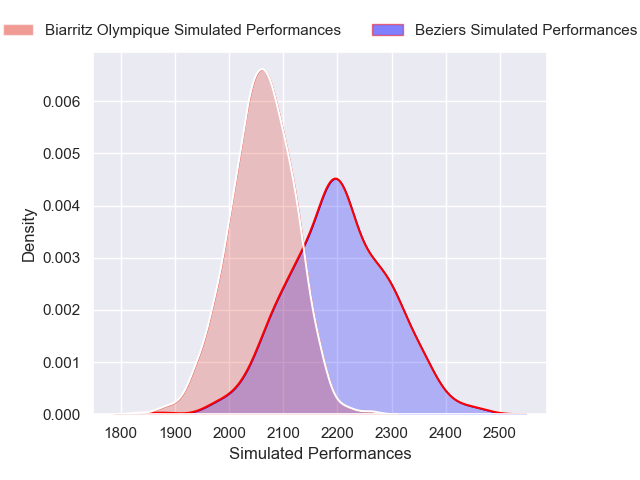 Biarritz Olympique Simulated Performances
Beziers Simulated Performances
Density
0.006
0.005
0.004
0.003
0.002
0.001
0.000
1800 1900 2000 2100 2200 2300 2400 2500
Simulated Performances